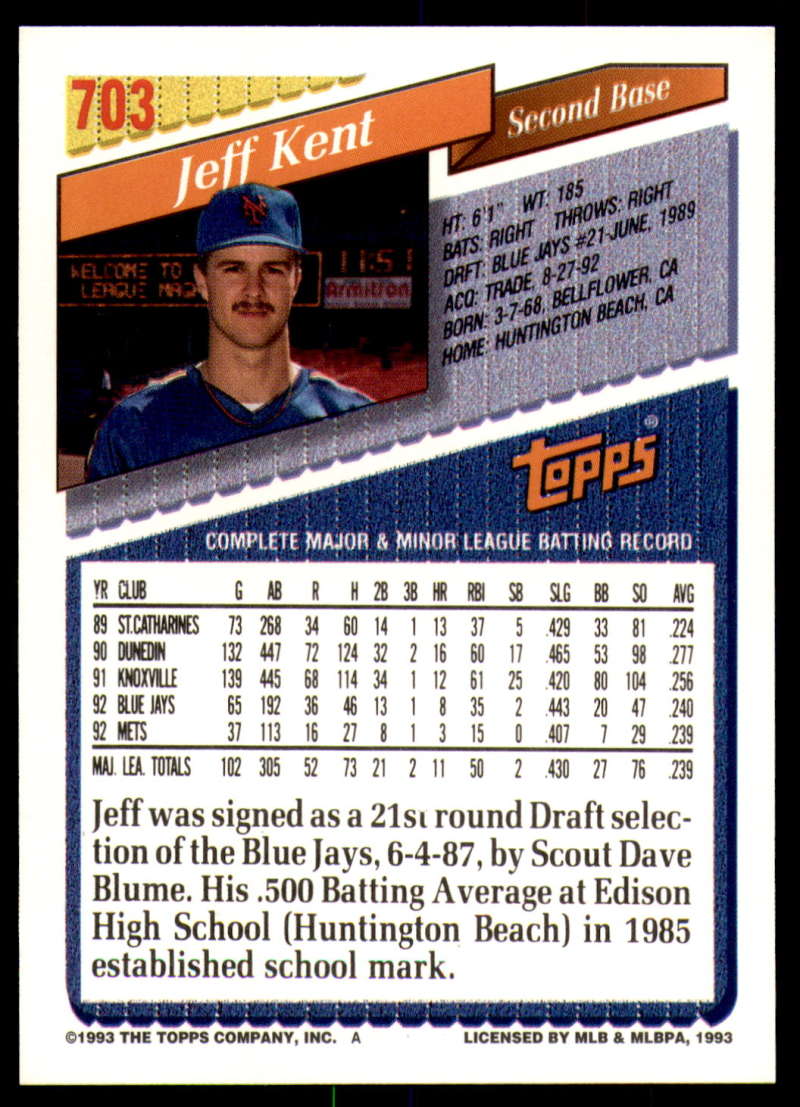 703
Jeff Kent
Second Base
NY
WELCOME TO 11:51
LEAGUE
Armitron
HT: 6'1" WT: 185
BATS: RIGHT THROWS: RIGHT
DRFT: BLUE JAYS #21-JUNE, 1989
ACQ: TRADE, 8-27-92
BORN: 3-7-68, BELLFLOWER, CA
HOME: HUNTINGTON BEACH, CA
TOPPS®
COMPLETE MAJOR & MINOR LEAGUE BATTING RECORD
YR CLUB G AB R H 2B 3B HR RBI SB SLG BB SO AVG
89 ST.CATHARINES 73 268 34 60 14 1 13 37 5 .429 33 81 .224
90 DUNEDIN 132 447 72 124 32 2 16 60 17 .465 53 98 .277
91 KNOXVILLE 139 445 68 114 34 1 12 61 25 .420 80 104 .256
92 BLUE JAYS 65 192 36 46 13 1 8 35 2 .443 20 47 .240
92 METS 37 113 16 27 8 1 3 15 0 .407 7 29 .239
MAJ. LEA. TOTALS 102 305 52 73 21 2 11 50 2 .430 27 76 .239
Jeff was signed as a 21st round Draft selec-
tion of the Blue Jays, 6-4-87, by Scout Dave
Blume. His .500 Batting Average at Edison
High School (Huntington Beach) in 1985
established school mark.
©1993 THE TOPPS COMPANY, INC. A
LICENSED BY MLB & MLBPA, 1993